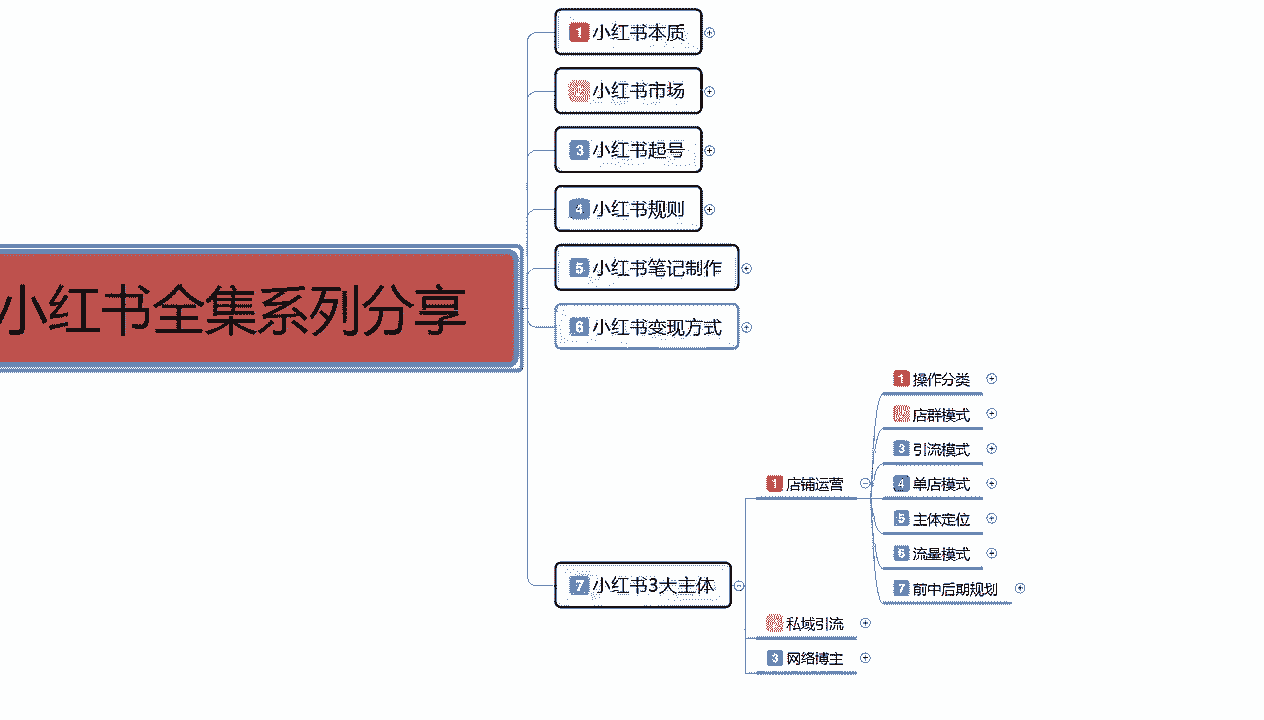 1 小红书本质
2 小红书市场
3 小红书起号
4 小红书规则
5 小红书笔记制作
小红书全集系列分享
6 小红书变现方式
7 小红书3大主体
1 店铺运营
1 操作分类
2 店群模式
3 引流模式
4 单店模式
5 主体定位
6 流量模式
7 前中后期规划
2 私域引流
3 网络博主